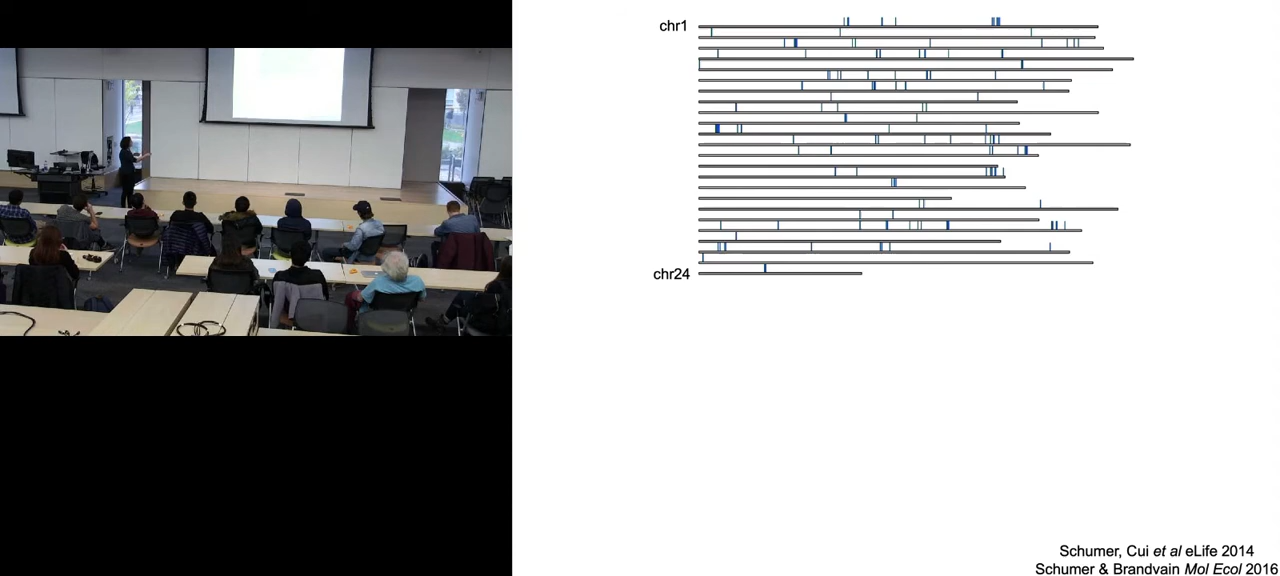 chr1
chr24
Schumer, Cui et al eLife 2014
Schumer & Brandvain Mol Ecol 2016